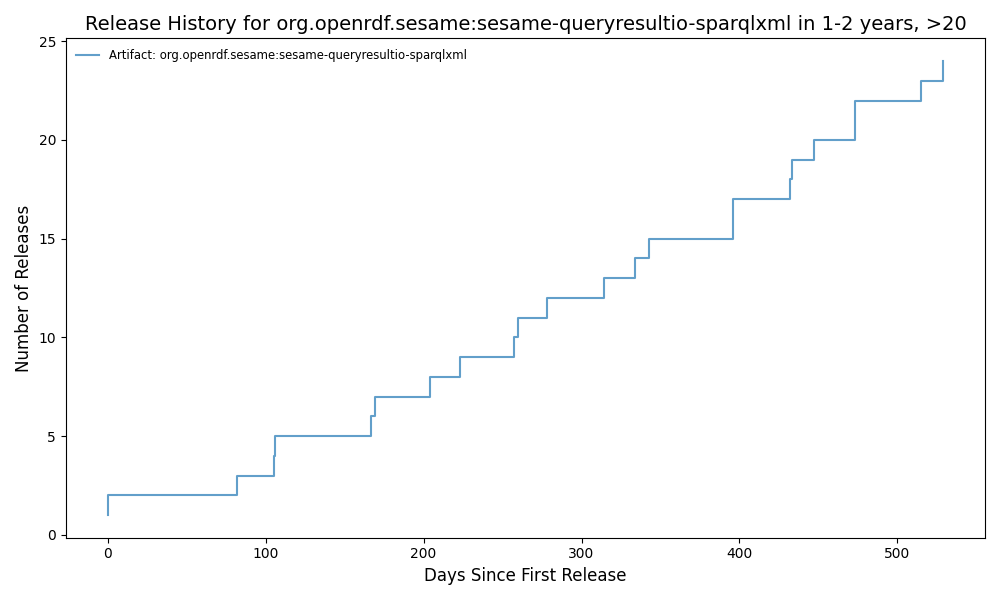 Release History for org.openrdf.sesame:sesame-queryresultio-sparqlxml in 1-2 years, >20
Artifact: org.openrdf.sesame:sesame-queryresultio-sparqlxml
Number of Releases
25
20
15
10
5
0
0 100 200 300 400 500
Days Since First Release